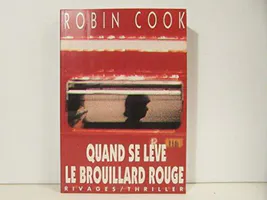 ROBIN COOK
QUAND SE LÈVE
LE BROUILLARD ROUGE
RIVAGES/THRILLER